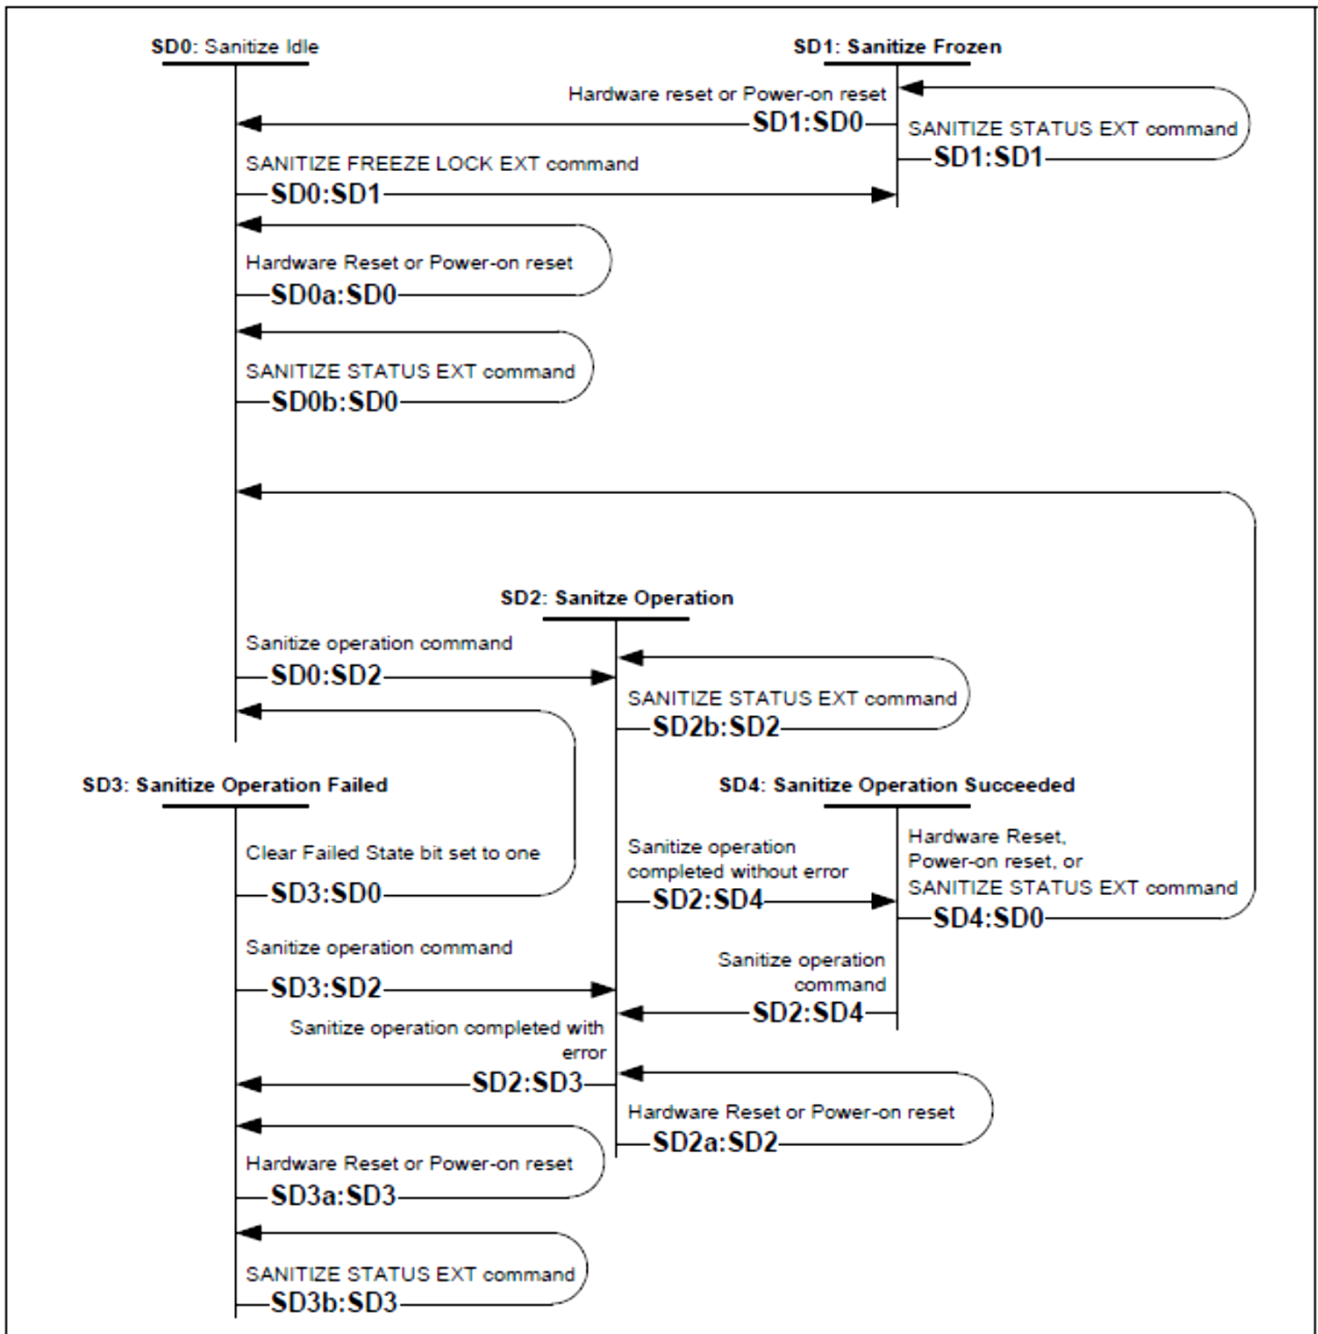 SD0: Sanitize Idle
SD1: Sanitize Frozen
Hardware reset or Power-on reset
SD1:SD0
SANITIZE STATUS EXT command
SD1:SD1
SANITIZE FREEZE LOCK EXT command
SD0:SD1
Hardware Reset or Power-on reset
SD0a:SD0
SANITIZE STATUS EXT command
SD0b:SD0
SD2: Sanitze Operation
Sanitize operation command
SD0:SD2
SANITIZE STATUS EXT command
SD2b:SD2
SD3: Sanitize Operation Failed
SD4: Sanitize Operation Succeeded
Clear Failed State bit set to one
SD3:SD0
Sanitize operation
completed without error
SD2:SD4
Hardware Reset,
Power-on reset, or
SANITIZE STATUS EXT command
SD4:SD0
Sanitize operation command
SD3:SD2
Sanitize operation
command
SD2:SD4
Sanitize operation completed with
error
SD2:SD3
Hardware Reset or Power-on reset
SD2a:SD2
Hardware Reset or Power-on reset
SD3a:SD3
SANITIZE STATUS EXT command
SD3b:SD3